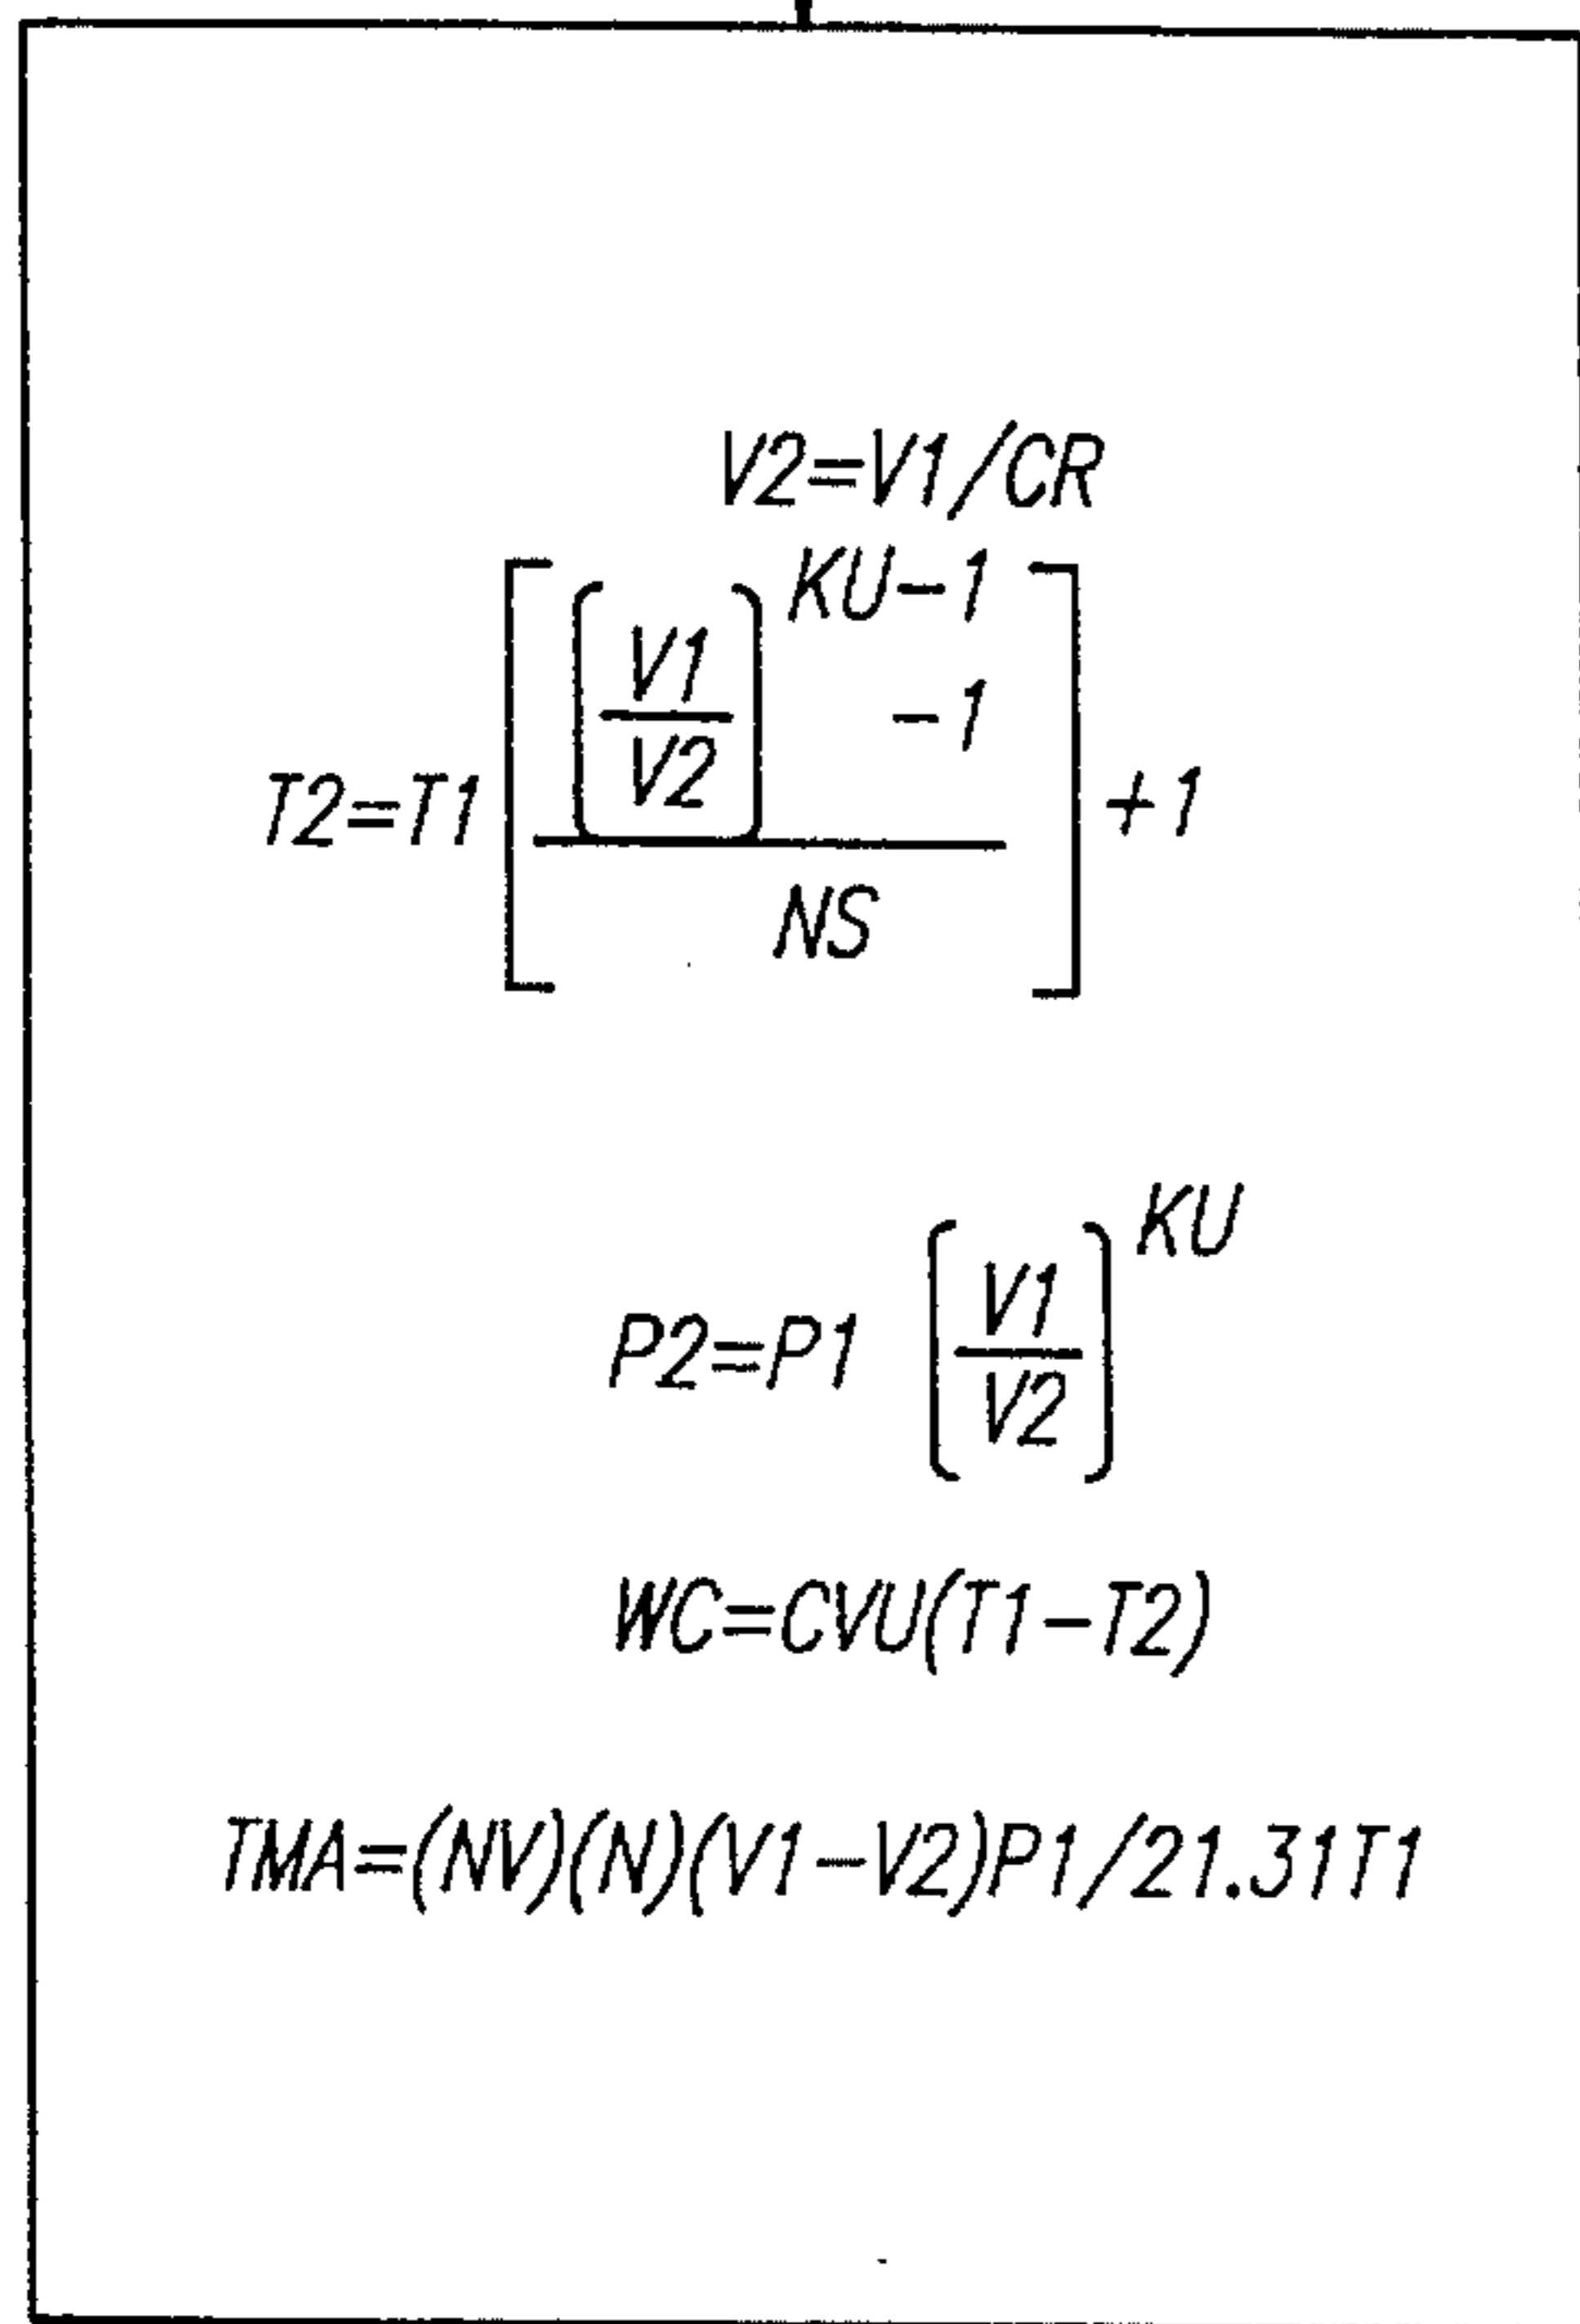 V2=V1/CR
T2=T1[((V1/V2)^KU-1 -1)/NS]+1
P2=P1 (V1/V2)^KU
WC=CVU(T1-T2)
TMA=(NV)(N)(V1-V2)P1/21.31T1